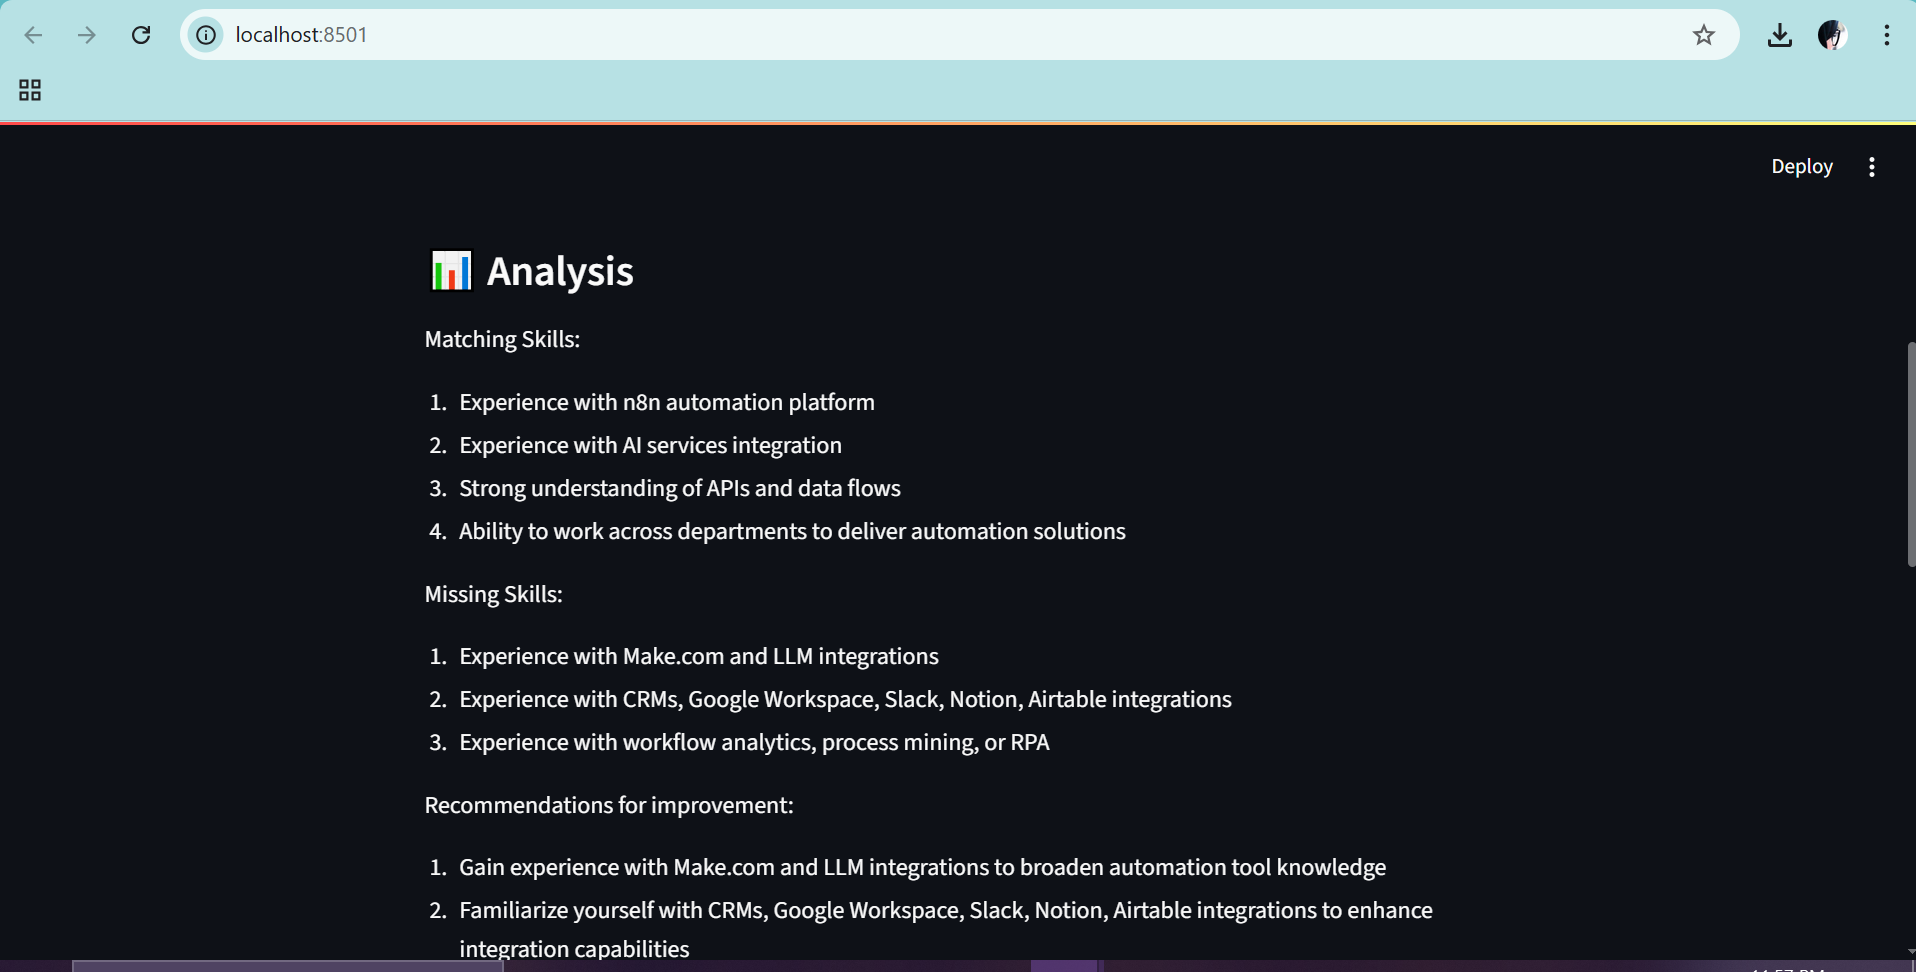 localhost:8501
Deploy
Analysis
Matching Skills:
1. Experience with n8n automation platform
2. Experience with AI services integration
3. Strong understanding of APIs and data flows
4. Ability to work across departments to deliver automation solutions
Missing Skills:
1. Experience with Make.com and LLM integrations
2. Experience with CRMs, Google Workspace, Slack, Notion, Airtable integrations
3. Experience with workflow analytics, process mining, or RPA
Recommendations for improvement:
1. Gain experience with Make.com and LLM integrations to broaden automation tool knowledge
2. Familiarize yourself with CRMs, Google Workspace, Slack, Notion, Airtable integrations to enhance
integration capabilities